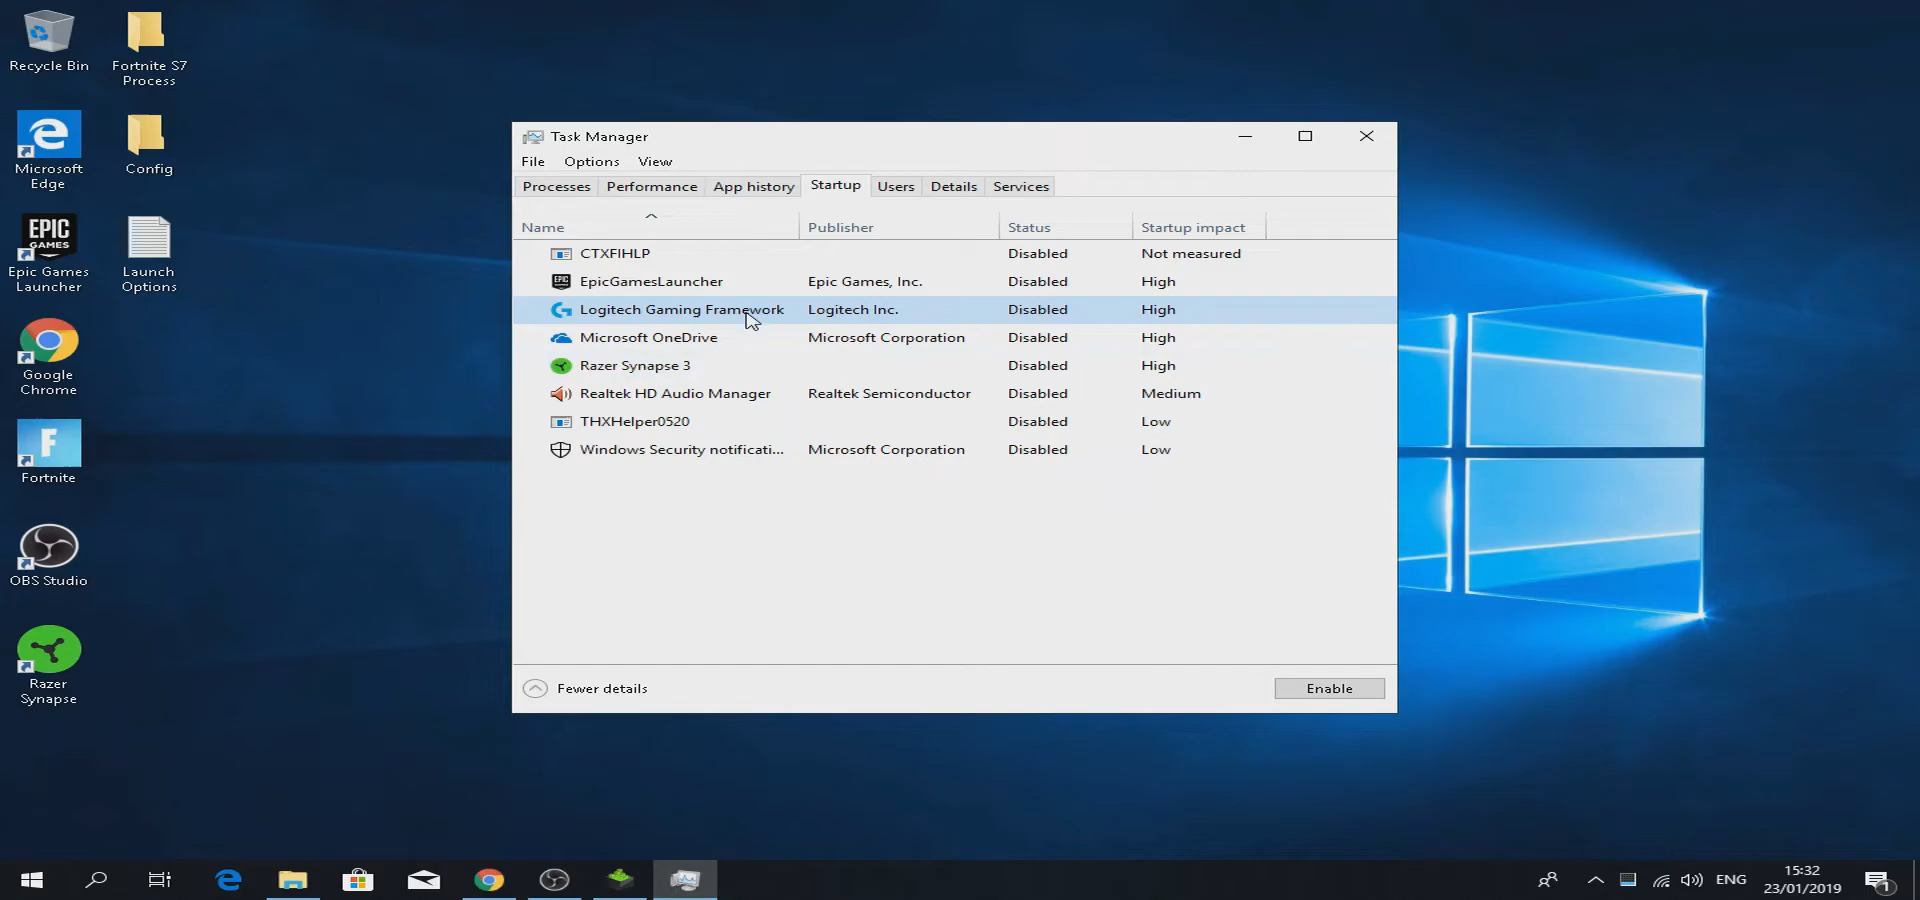 Recycle Bin
Fortnite S7
Process
Microsoft
Edge
Config
EPIC
GAMES
Epic Games
Launcher
Launch
Options
Google
Chrome
F
Fortnite
OBS Studio
Razer
Synapse
Task Manager
File Options View
Processes Performance App history Startup Users Details Services
Name Publisher Status Startup impact
CTXFIHLP Disabled Not measured
EpicGamesLauncher Epic Games, Inc. Disabled High
Logitech Gaming Framework Logitech Inc. Disabled High
Microsoft OneDrive Microsoft Corporation Disabled High
Razer Synapse 3 Disabled High
Realtek HD Audio Manager Realtek Semiconductor Disabled Medium
THXHelper0520 Disabled Low
Windows Security notificati... Microsoft Corporation Disabled Low
Fewer details Enable
ENG
15:32
23/01/2019
1